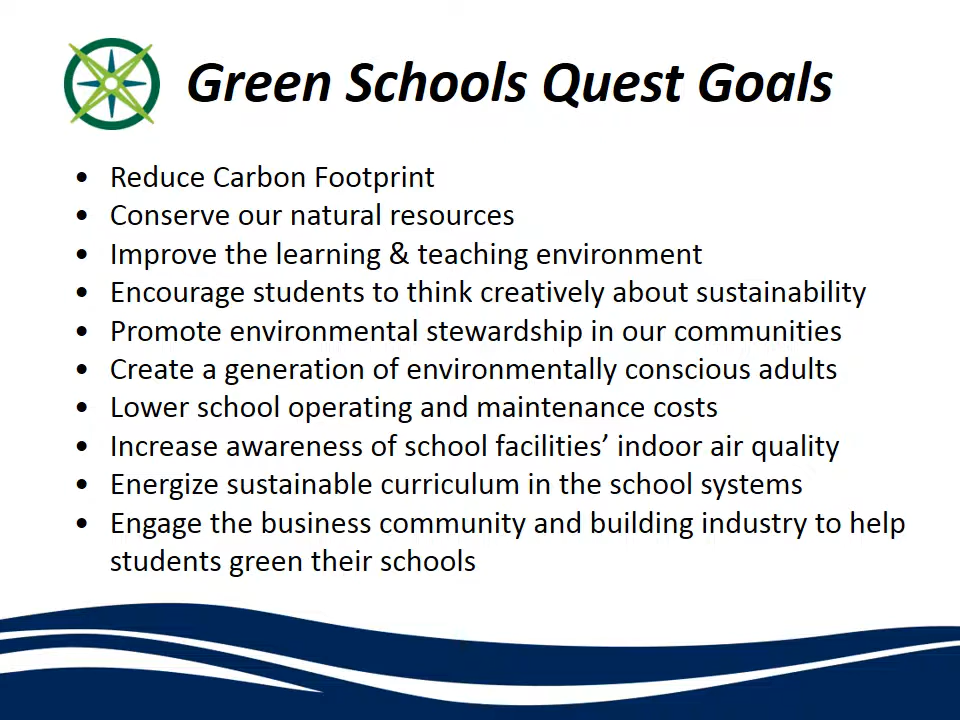 Green Schools Quest Goals
• Reduce Carbon Footprint
• Conserve our natural resources
• Improve the learning & teaching environment
• Encourage students to think creatively about sustainability
• Promote environmental stewardship in our communities
• Create a generation of environmentally conscious adults
• Lower school operating and maintenance costs
• Increase awareness of school facilities’ indoor air quality
• Energize sustainable curriculum in the school systems
• Engage the business community and building industry to help
students green their schools